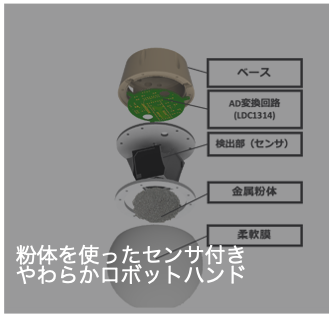 ベース
AD変換回路
(LDC1314)
検出部（センサ）
金属粉体
柔軟膜
粉体を使ったセンサ付き
やわらかロボットハンド